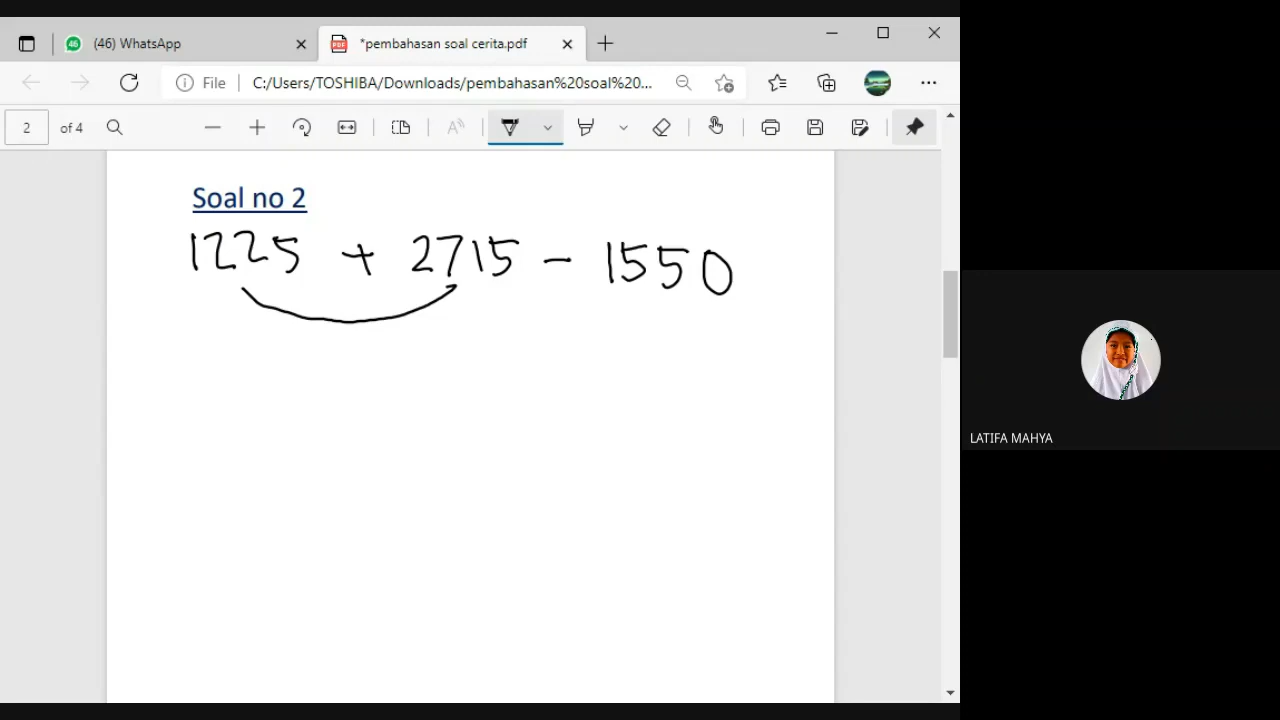 (46) WhatsApp
*pembahasan soal cerita.pdf
File
C:/Users/TOSHIBA/Downloads/pembahasan%20soal%20...
2 of 4
Soal no 2
1225 + 2715 - 1550
LATIFA MAHYA